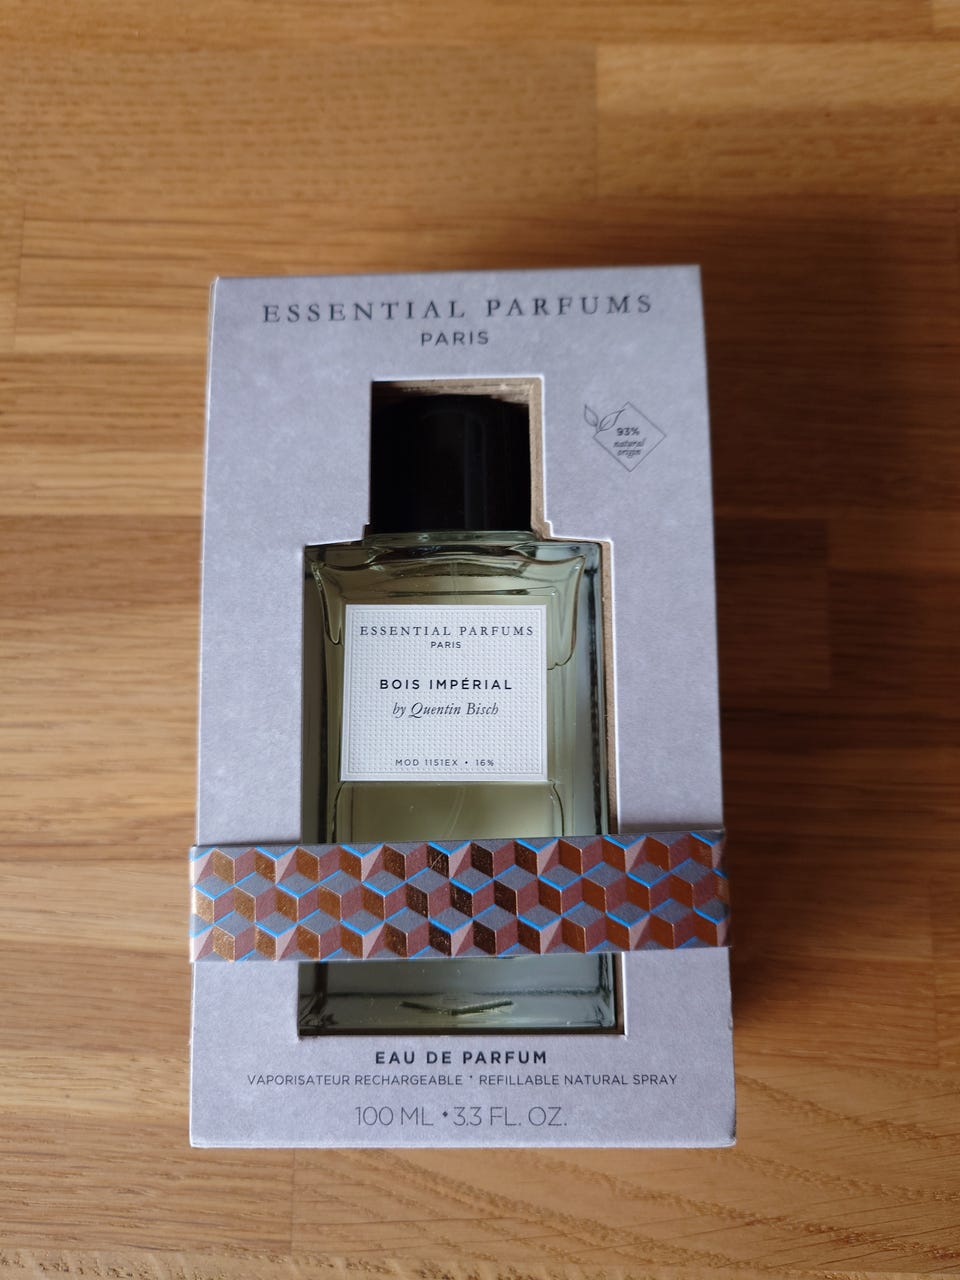 ESSENTIAL PARFUMS
PARIS
93%
natural
origin
ESSENTIAL PARFUMS
PARIS
BOIS IMPÉRIAL
by Quentin Bisch
MOD 1151EX • 16%
EAU DE PARFUM
VAPORISATEUR RECHARGEABLE • REFILLABLE NATURAL SPRAY
100 ML • 3.3 FL. OZ.